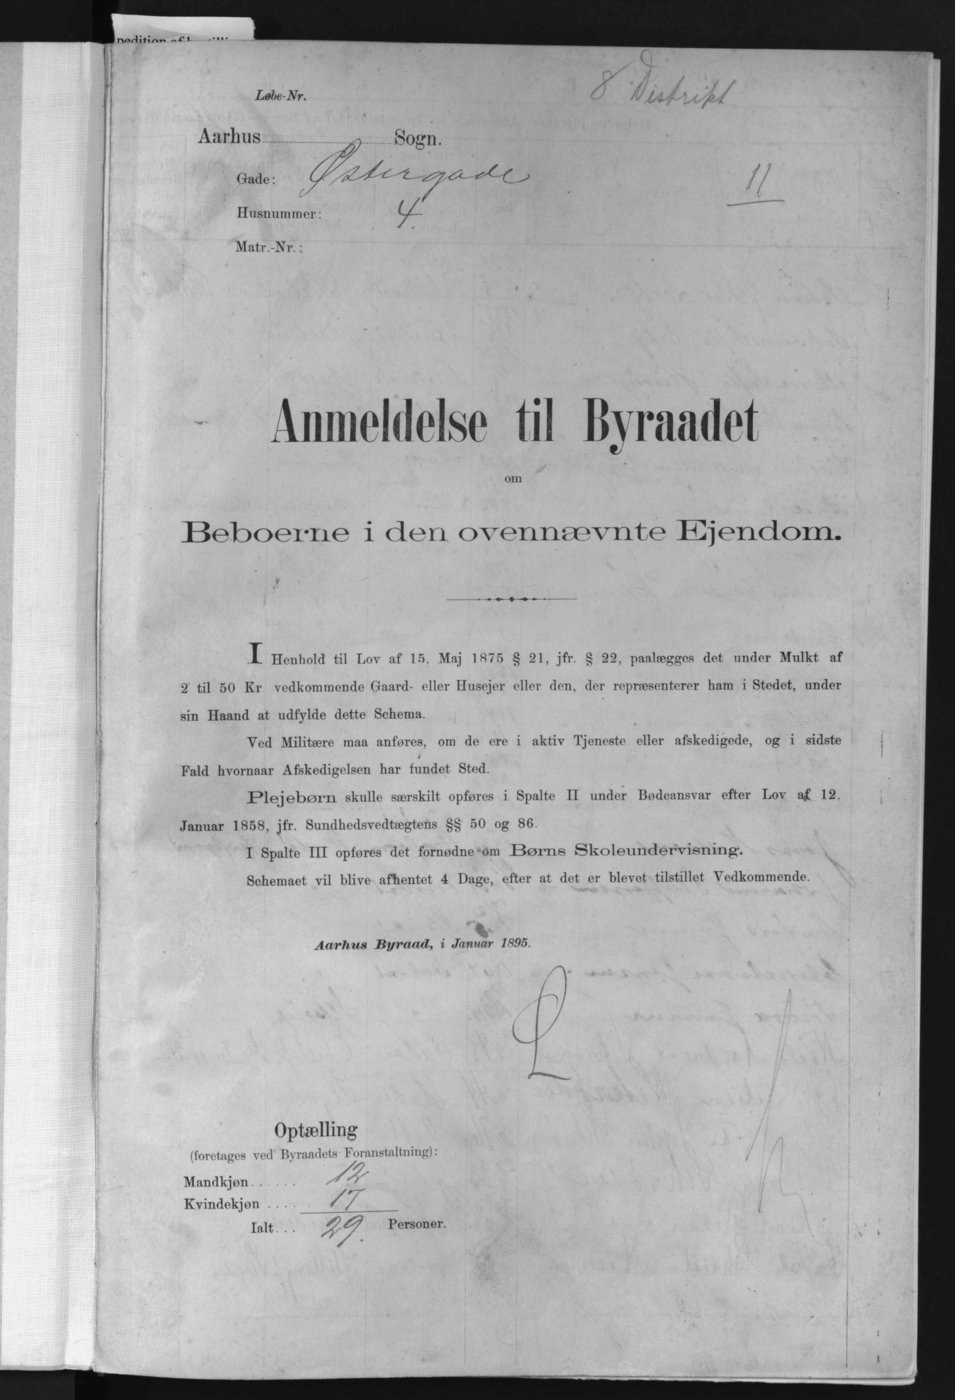 8 Distrikt
Løbe-Nr.
Aarhus Sogn.
Gade: Østergade
11
Husnummer: 4.
Matr.-Nr.:
Anmeldelse til Byraadet
om
Beboerne i den ovennævnte Ejendom.
I Henhold til Lov af 15. Maj 1875 § 21, jfr. § 22, paalægges det under Mulkt af
2 til 50 Kr. vedkommende Gaard- eller Husejer eller den, der repræsenterer ham i Stedet, under
sin Haand at udfylde dette Schema.
Ved Militære maa anføres, om de ere i aktiv Tjeneste eller afskedigede, og i sidste
Fald hvornaar Afskedigelsen har fundet Sted.
Plejebørn skulle særskilt opføres i Spalte II under Bødeansvar efter Lov af 12.
Januar 1858, jfr. Sundhedsvedtægtens §§ 50 og 86.
I Spalte III opføres det fornødne om Børns Skoleundervisning.
Schemaet vil blive afhentet 4 Dage, efter at det er blevet tilstillet Vedkommende.
Aarhus Byraad, i Januar 1895.
Optælling
(foretages ved Byraadets Foranstaltning):
Mandkjøn..... 12
Kvindekjøn.... 17
Ialt... 29. Personer.